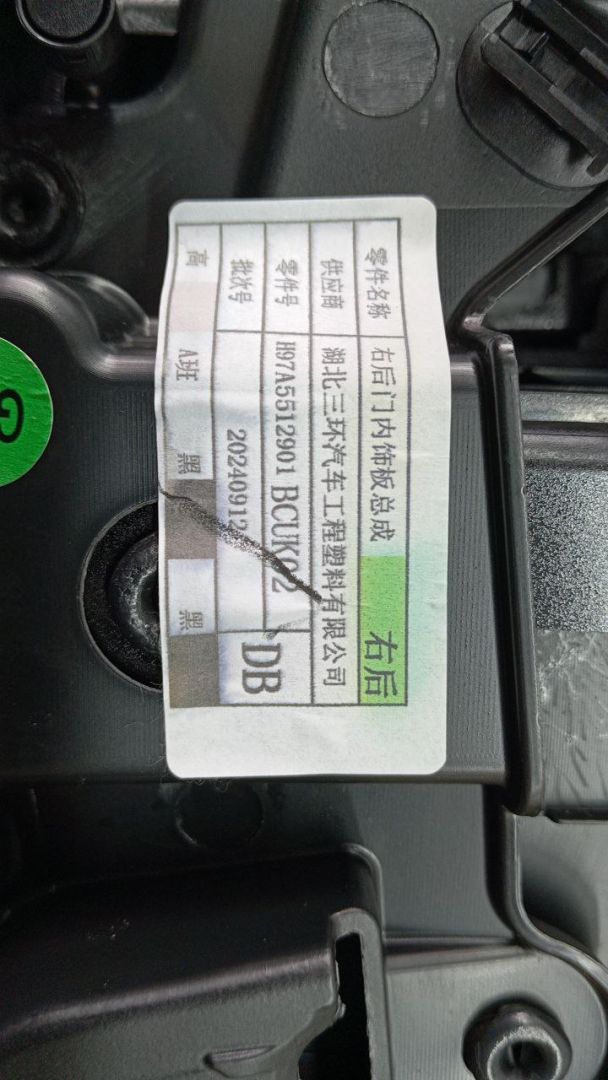 零件名称 右后门内饰板总成 右后
供应商 湖北三环汽车工程塑料有限公司
零件号 H97A5512901 BCUK02 DB
批次号 20240912
高 A班 黑 黑
G